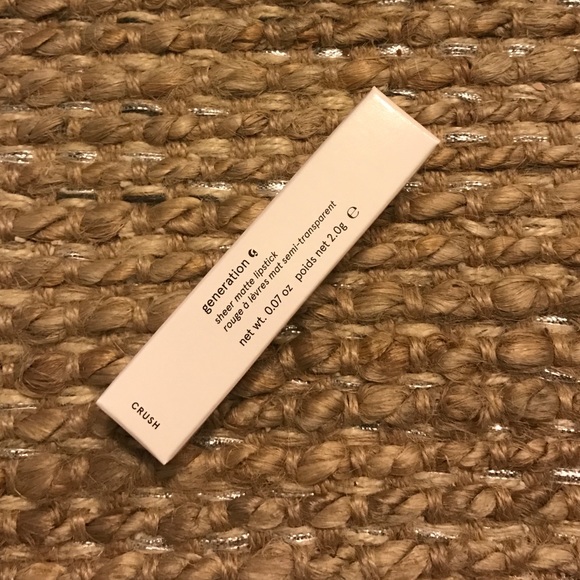 generation G
sheer matte lipstick
rouge à lèvres mat semi-transparent
net wt. 0.07 oz poids net 2.0g ℮
CRUSH